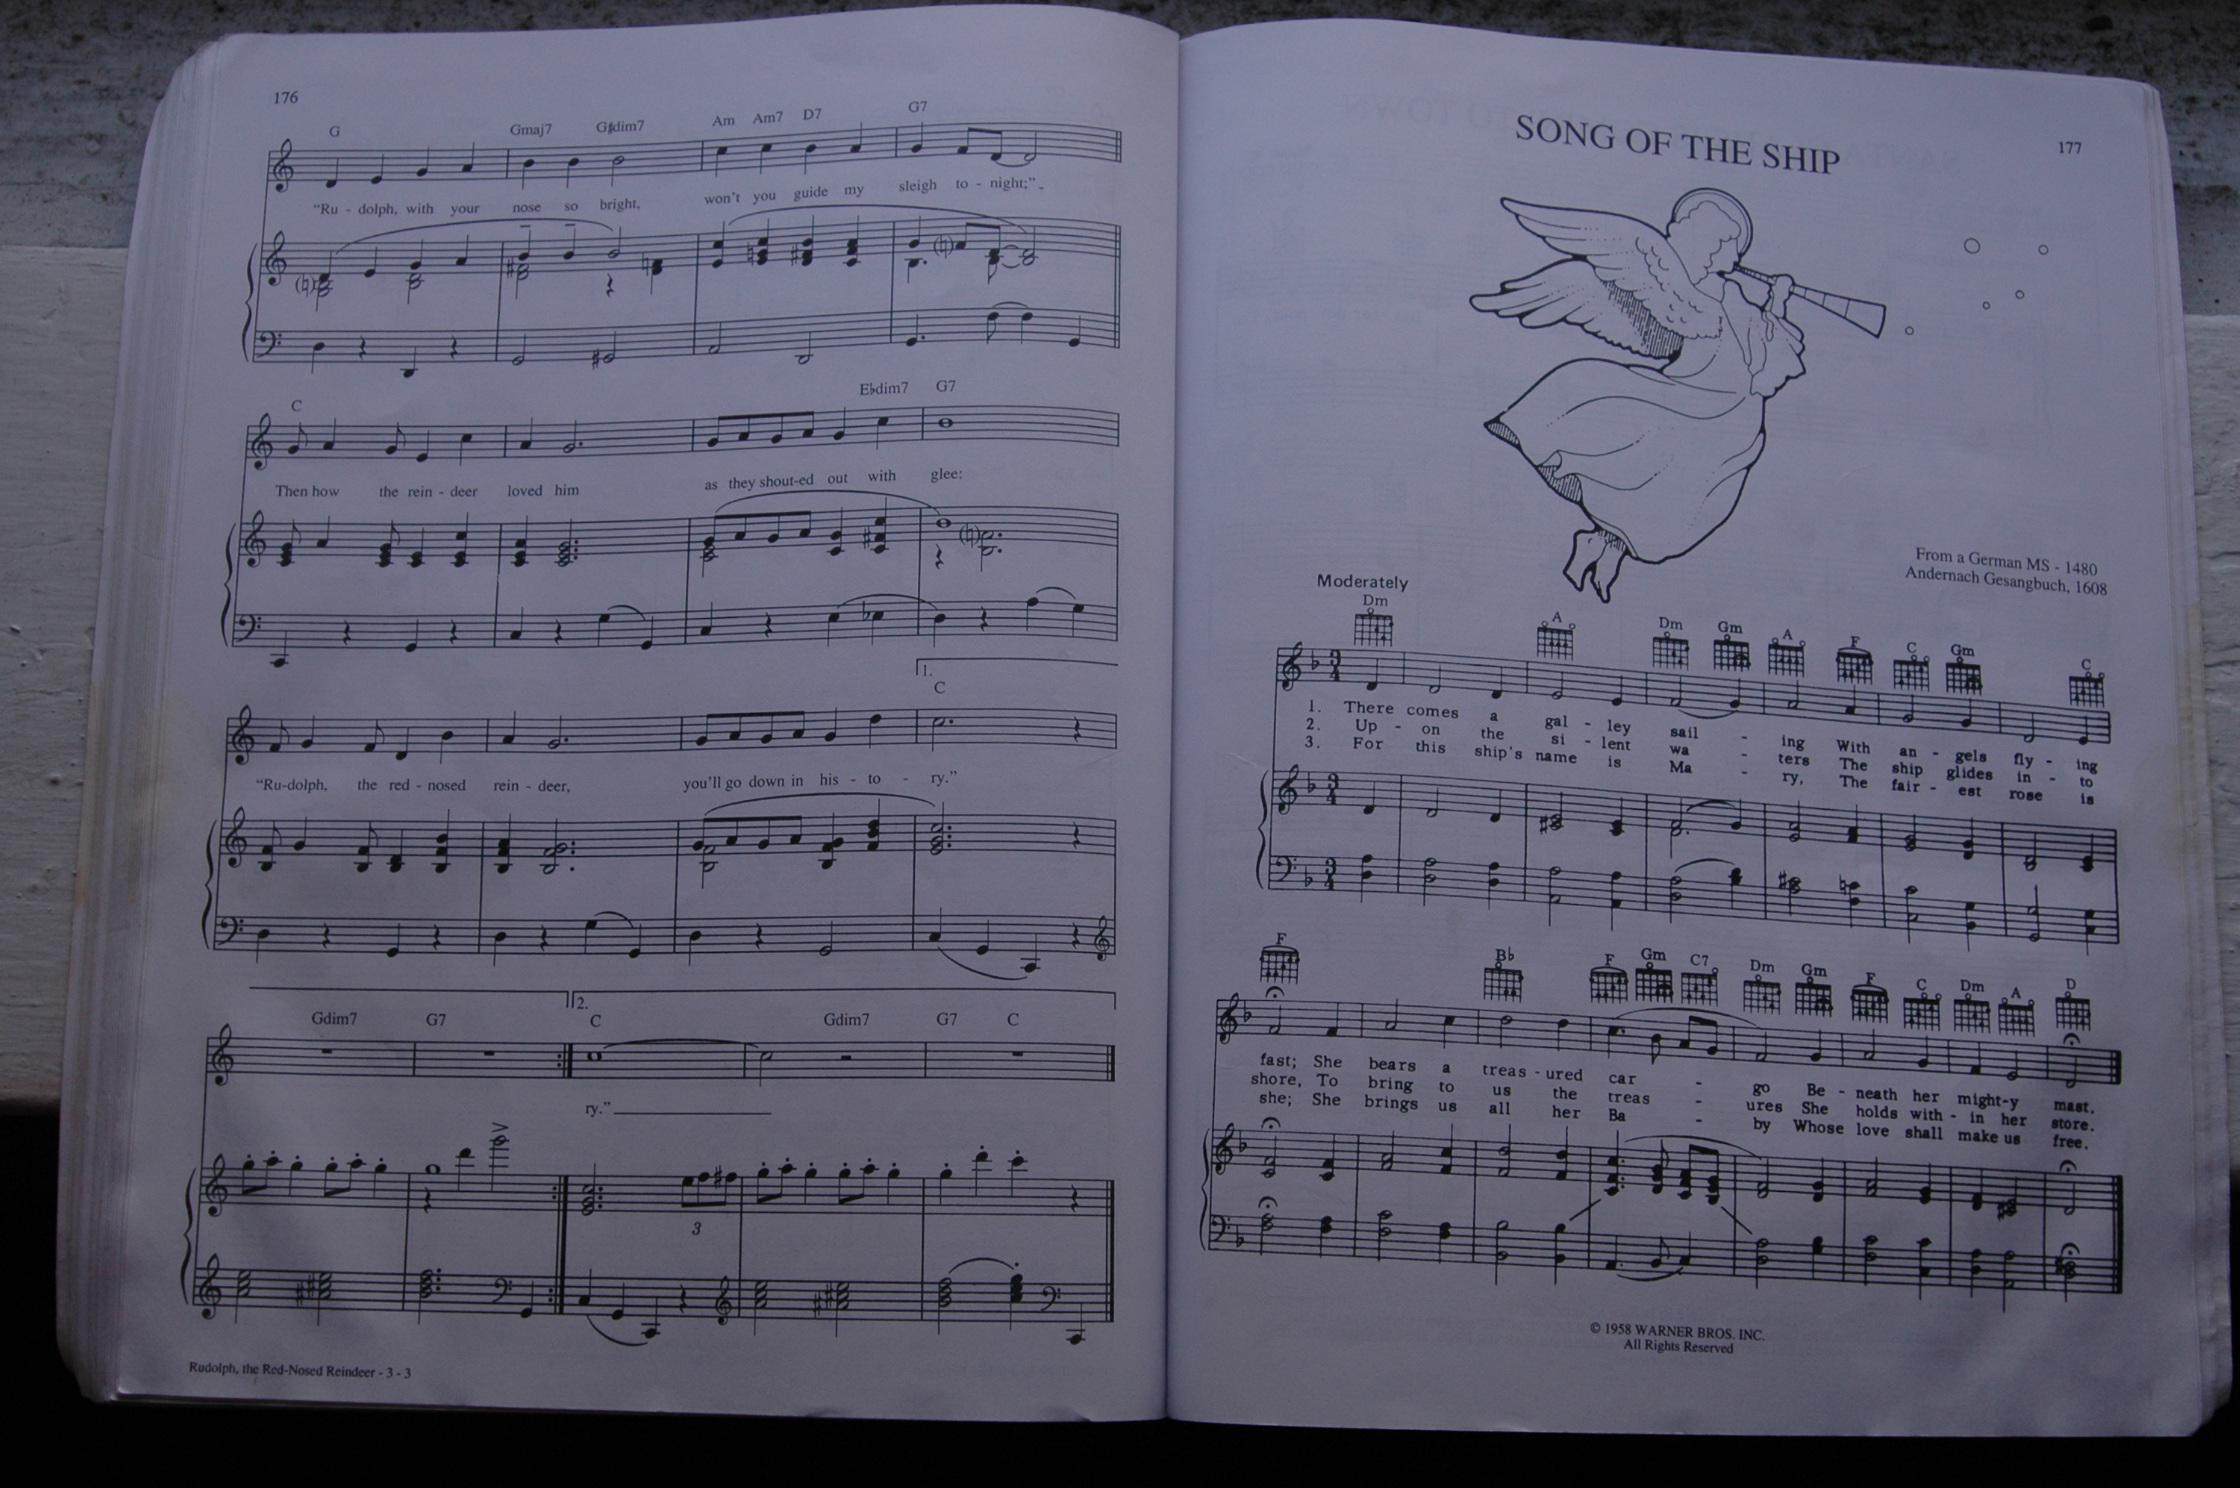 176
G Gmaj7 G♯dim7 Am Am7 D7 G7
"Ru - dolph, with your nose so bright, won't you guide my sleigh to - night;"
C E♭dim7 G7
Then how the rein - deer loved him as they shout-ed out with glee:
1.
C
"Ru-dolph, the red - nosed rein - deer, you'll go down in his - to - ry."
2.
Gdim7 G7 C Gdim7 G7 C
ry."
3
Rudolph, the Red-Nosed Reindeer - 3 - 3
177
SONG OF THE SHIP
From a German MS - 1480
Andernach Gesangbuch, 1608
Moderately
Dm A Dm Gm A F C Gm C
1. There comes a gal - ley sail - ing With an - gels fly - ing
2. Up - on the si - lent wa - ters The ship glides in - to
3. For this ship's name is Ma - ry, The fair - est rose is
F B♭ F Gm C7 Dm Gm F C Dm A D
fast; She bears a treas - ured car - go Be - neath her might-y mast.
shore, To bring to us the treas - ures She holds with - in her store.
she; She brings us all her Ba - by Whose love shall make us free.
© 1958 WARNER BROS. INC.
All Rights Reserved